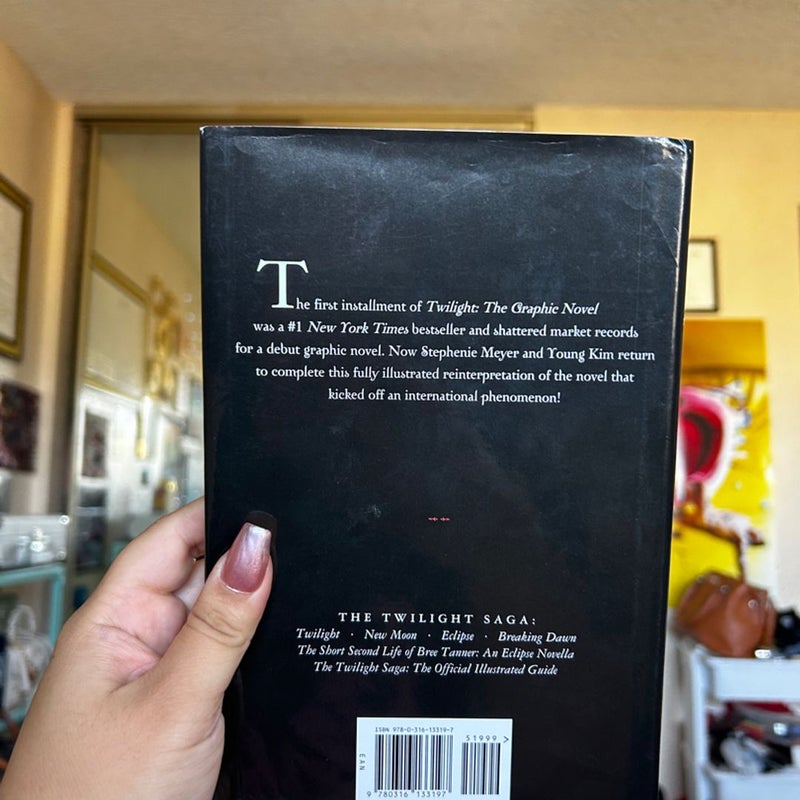 The first installment of Twilight: The Graphic Novel
was a #1 New York Times bestseller and shattered market records
for a debut graphic novel. Now Stephenie Meyer and Young Kim return
to complete this fully illustrated reinterpretation of the novel that
kicked off an international phenomenon!
THE TWILIGHT SAGA:
Twilight · New Moon · Eclipse · Breaking Dawn
The Short Second Life of Bree Tanner: An Eclipse Novella
The Twilight Saga: The Official Illustrated Guide
ISBN 978-0-316-13319-7
51999 >
EAN
9 780316 133197